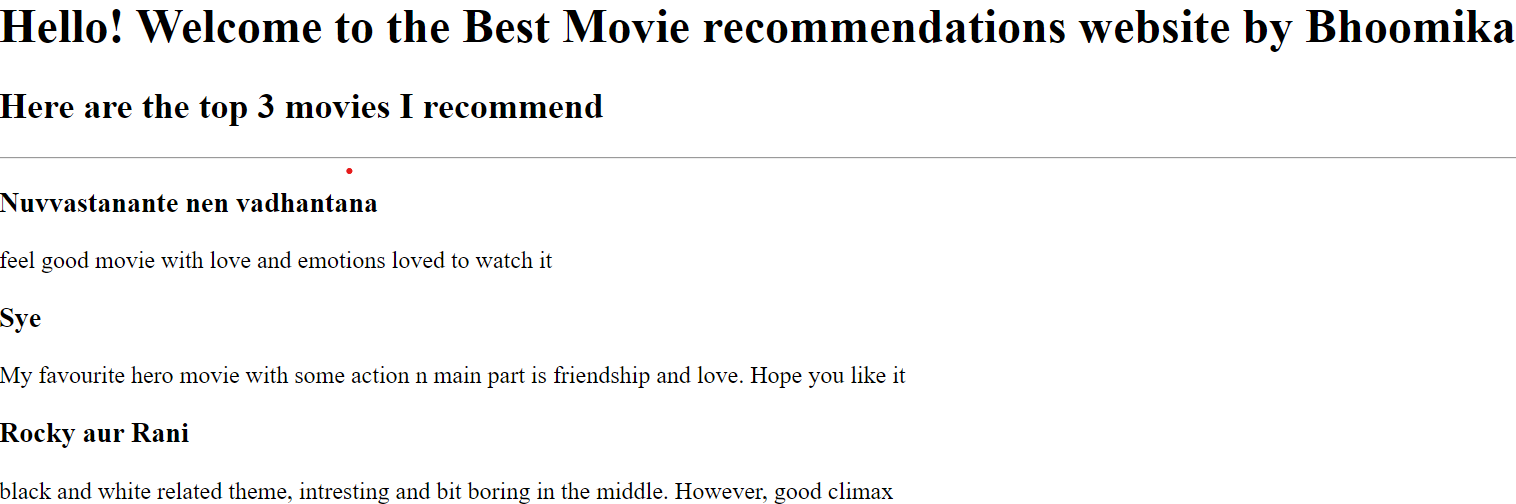 Hello! Welcome to the Best Movie recommendations website by Bhoomika
Here are the top 3 movies I recommend
Nuvvastanante nen vadhantana
feel good movie with love and emotions loved to watch it
Sye
My favourite hero movie with some action n main part is friendship and love. Hope you like it
Rocky aur Rani
black and white related theme, intresting and bit boring in the middle. However, good climax